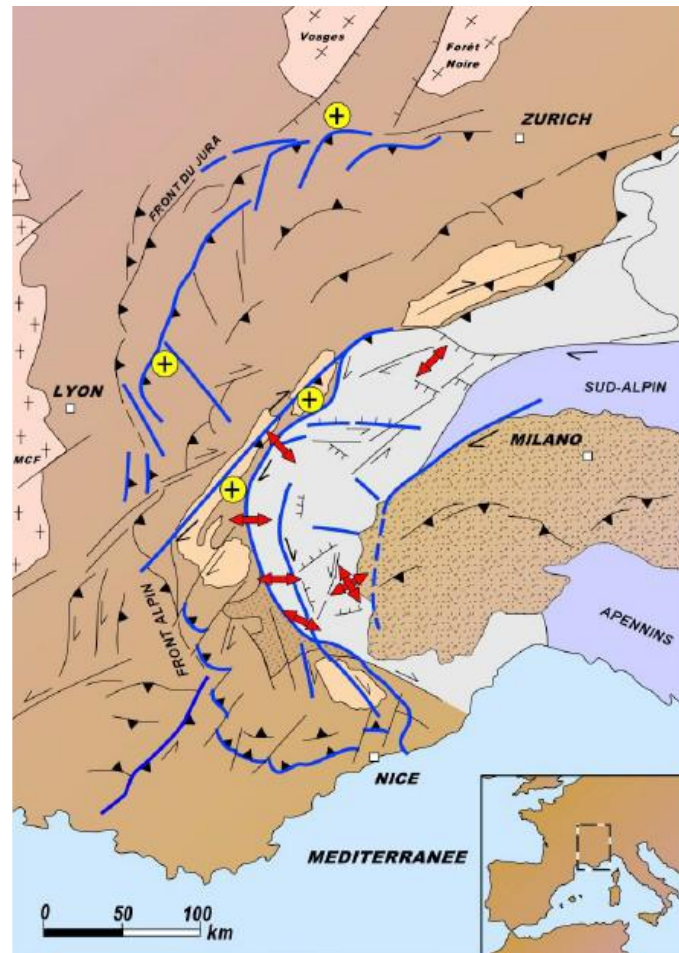 Vosges
Forêt
Noire
ZURICH
FRONT DU JURA
LYON
SUD-ALPIN
MILANO
MCF
FRONT ALPIN
APENNINS
NICE
MEDITERRANEE
0 50 100
km